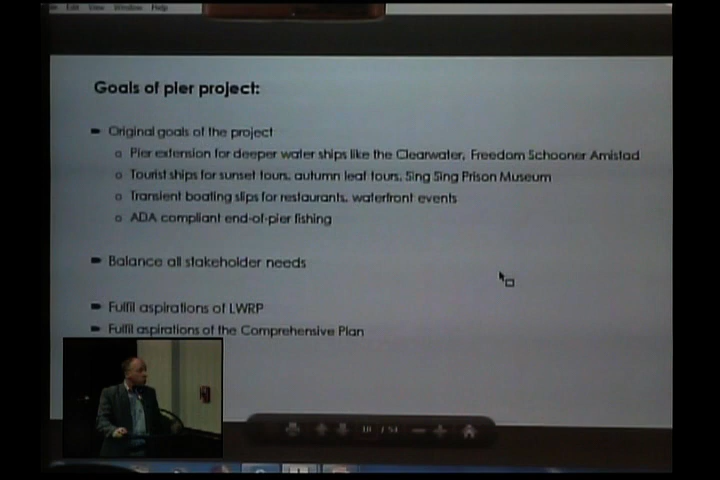 Edit View Window Help
Goals of pier project:
Original goals of the project
Pier extension for deeper water ships like the Clearwater, Freedom Schooner Amistad
Tourist ships for sunset tours, autumn leaf tours, Sing Sing Prison Museum
Transient boating slips for restaurants, waterfront events
ADA compliant end-of-pier fishing
Balance all stakeholder needs
Fulfil aspirations of LWRP
Fulfil aspirations of the Comprehensive Plan